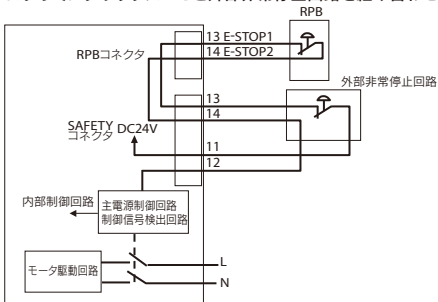 RPB
13 E-STOP1
14 E-STOP2
RPBコネクタ
外部非常停止回路
13
14
SAFETY
コネクタ
DC24V
11
12
内部制御回路
主電源制御回路
制御信号検出回路
モータ駆動回路
L
N